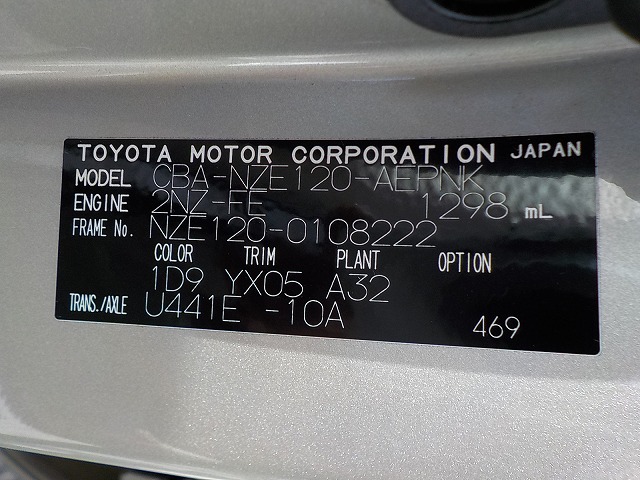 TOYOTA MOTOR CORPORATION JAPAN
MODEL CBA-NZE120-AEPNK
ENGINE 2NZ-FE 1298 mL
FRAME No. NZE120-0108222
COLOR TRIM PLANT OPTION
1D9 YX05 A32
TRANS./AXLE U441E -10A
469